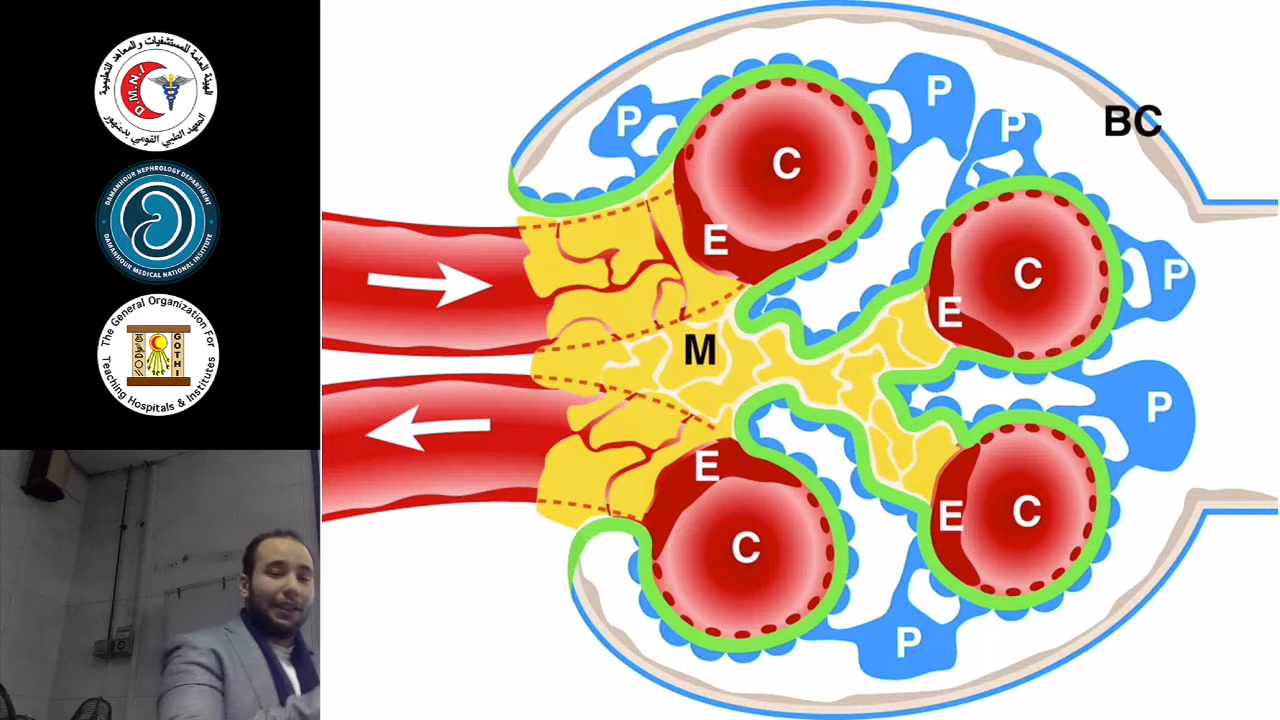 الهيئة العامة للمستشفيات والمعاهد التعليمية
D.M.N.I
المعهد الطبي القومي بدمنهور
DAMANHOUR NEPHROLOGY DEPARTMENT
DAMANHOUR MEDICAL NATIONAL INSTITUTE
The General Organization For
GOTHI
Teaching Hospitals & Institutes
P
P
P
BC
C
E
C
P
E
M
P
E
C
E
C
P